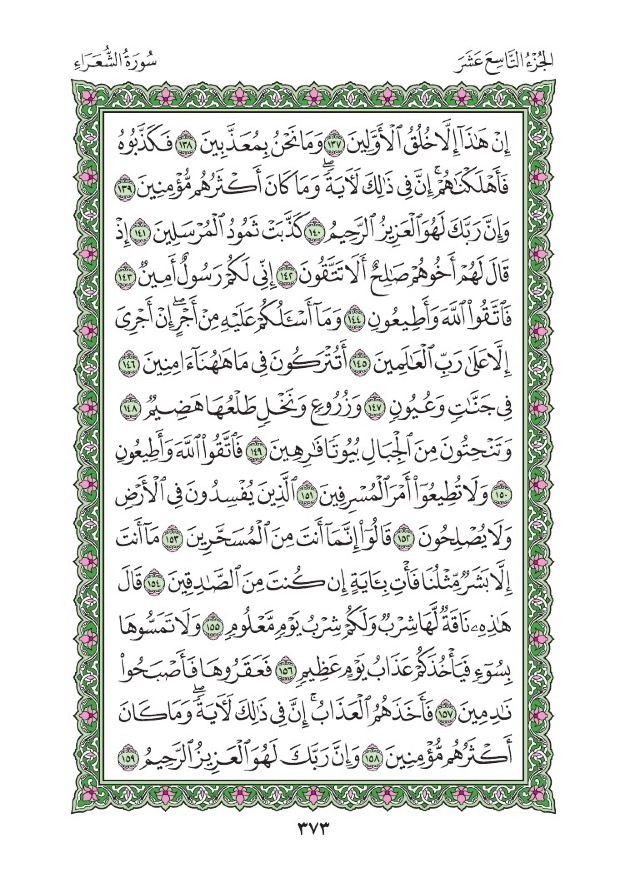 الجُزْءُ التَّاسِعَ عَشَرَ
سُورَةُ الشُّعَرَاءِ
إِنْ هَٰذَآ إِلَّا خُلُقُ ٱلْأَوَّلِينَ ١٣٧ وَمَا نَحْنُ بِمُعَذَّبِينَ ١٣٨ فَكَذَّبُوهُ
فَأَهْلَكْنَٰهُمْ ۗ إِنَّ فِى ذَٰلِكَ لَءَايَةً ۖ وَمَا كَانَ أَكْثَرُهُم مُّؤْمِنِينَ ١٣٩
وَإِنَّ رَبَّكَ لَهُوَ ٱلْعَزِيزُ ٱلرَّحِيمُ ١٤٠ كَذَّبَتْ ثَمُودُ ٱلْمُرْسَلِينَ ١٤١ إِذْ
قَالَ لَهُمْ أَخُوهُمْ صَٰلِحٌ أَلَا تَتَّقُونَ ١٤٢ إِنِّى لَكُمْ رَسُولٌ أَمِينٌ ١٤٣
فَٱتَّقُوا۟ ٱللَّهَ وَأَطِيعُونِ ١٤٤ وَمَآ أَسْـَٔلُكُمْ عَلَيْهِ مِنْ أَجْرٍ ۖ إِنْ أَجْرِىَ
إِلَّا عَلَىٰ رَبِّ ٱلْعَٰلَمِينَ ١٤٥ أَتُتْرَكُونَ فِى مَا هَٰهُنَآ ءَامِنِينَ ١٤٦
فِى جَنَّٰتٍ وَعُيُونٍ ١٤٧ وَزُرُوعٍ وَنَخْلٍ طَلْعُهَا هَضِيمٌ ١٤٨
وَتَنْحِتُونَ مِنَ ٱلْجِبَالِ بُيُوتًا فَٰرِهِينَ ١٤٩ فَٱتَّقُوا۟ ٱللَّهَ وَأَطِيعُونِ
١٥٠ وَلَا تُطِيعُوٓا۟ أَمْرَ ٱلْمُسْرِفِينَ ١٥١ ٱلَّذِينَ يُفْسِدُونَ فِى ٱلْأَرْضِ
وَلَا يُصْلِحُونَ ١٥٢ قَالُوٓا۟ إِنَّمَآ أَنتَ مِنَ ٱلْمُسَحَّرِينَ ١٥٣ مَآ أَنتَ
إِلَّا بَشَرٌ مِّثْلُنَا فَأْتِ بِـَٔايَةٍ إِن كُنتَ مِنَ ٱلصَّٰدِقِينَ ١٥٤ قَالَ
هَٰذِهِۦ نَاقَةٌ لَّهَا شِرْبٌ وَلَكُمْ شِرْبُ يَوْمٍ مَّعْلُومٍ ١٥٥ وَلَا تَمَسُّوهَا
بِسُوٓءٍ فَيَأْخُذَكُمْ عَذَابُ يَوْمٍ عَظِيمٍ ١٥٦ فَعَقَرُوهَا فَأَصْبَحُوا۟
نَٰدِمِينَ ١٥٧ فَأَخَذَهُمُ ٱلْعَذَابُ ۗ إِنَّ فِى ذَٰلِكَ لَءَايَةً ۖ وَمَا كَانَ
أَكْثَرُهُم مُّؤْمِنِينَ ١٥٨ وَإِنَّ رَبَّكَ لَهُوَ ٱلْعَزِيزُ ٱلرَّحِيمُ ١٥٩
٣٧٣